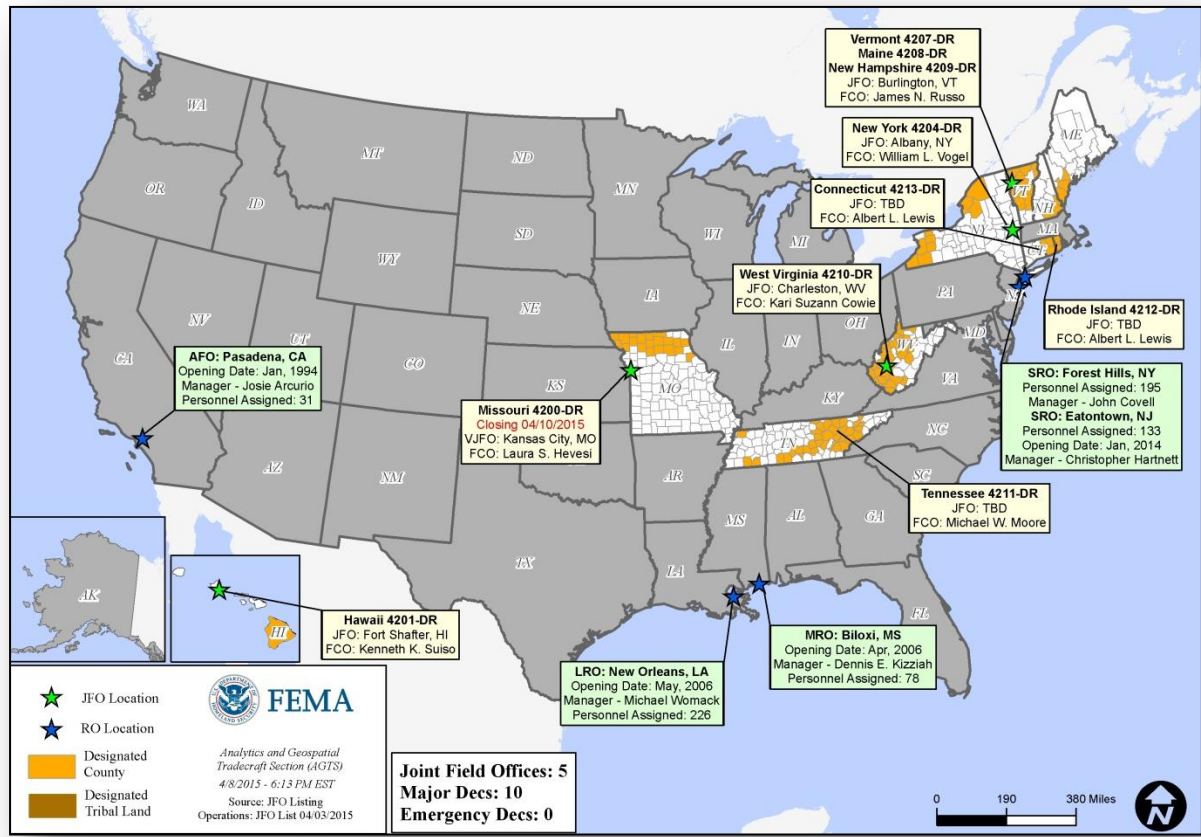 Vermont 4207-DR
Maine 4208-DR
New Hampshire 4209-DR
JFO: Burlington, VT
FCO: James N. Russo
New York 4204-DR
JFO: Albany, NY
FCO: William L. Vogel
Connecticut 4213-DR
JFO: TBD
FCO: Albert L. Lewis
West Virginia 4210-DR
JFO: Charleston, WV
FCO: Kari Suzann Cowie
Rhode Island 4212-DR
JFO: TBD
FCO: Albert L. Lewis
AFO: Pasadena, CA
Opening Date: Jan, 1994
Manager - Josie Arcurio
Personnel Assigned: 31
Missouri 4200-DR
Closing 04/10/2015
VJFO: Kansas City, MO
FCO: Laura S. Hevesi
SRO: Forest Hills, NY
Personnel Assigned: 195
Manager - John Covell
SRO: Eatontown, NJ
Personnel Assigned: 133
Opening Date: Jan, 2014
Manager - Christopher Hartnett
Tennessee 4211-DR
JFO: TBD
FCO: Michael W. Moore
Hawaii 4201-DR
JFO: Fort Shafter, HI
FCO: Kenneth K. Suiso
LRO: New Orleans, LA
Opening Date: May, 2006
Manager - Michael Womack
Personnel Assigned: 226
MRO: Biloxi, MS
Opening Date: Apr, 2006
Manager - Dennis E. Kizziah
Personnel Assigned: 78
WA
MT
ND
MN
ME
OR
ID
SD
WI
MI
VT
NH
NY
MA
CT
WY
IA
PA
NJ
NE
NV
UT
CO
KS
MO
IL
IN
OH
WV
MD
VA
CA
KY
AZ
NM
AR
TN
NC
SC
MS
AL
GA
TX
LA
FL
AK
HI
JFO Location
RO Location
Designated
County
Designated
Tribal Land
FEMA
Analytics and Geospatial
Tradecraft Section (AGTS)
4/8/2015 - 6:13 PM EST
Source: JFO Listing
Operations: JFO List 04/03/2015
Joint Field Offices: 5
Major Decs: 10
Emergency Decs: 0
0 190 380 Miles
N